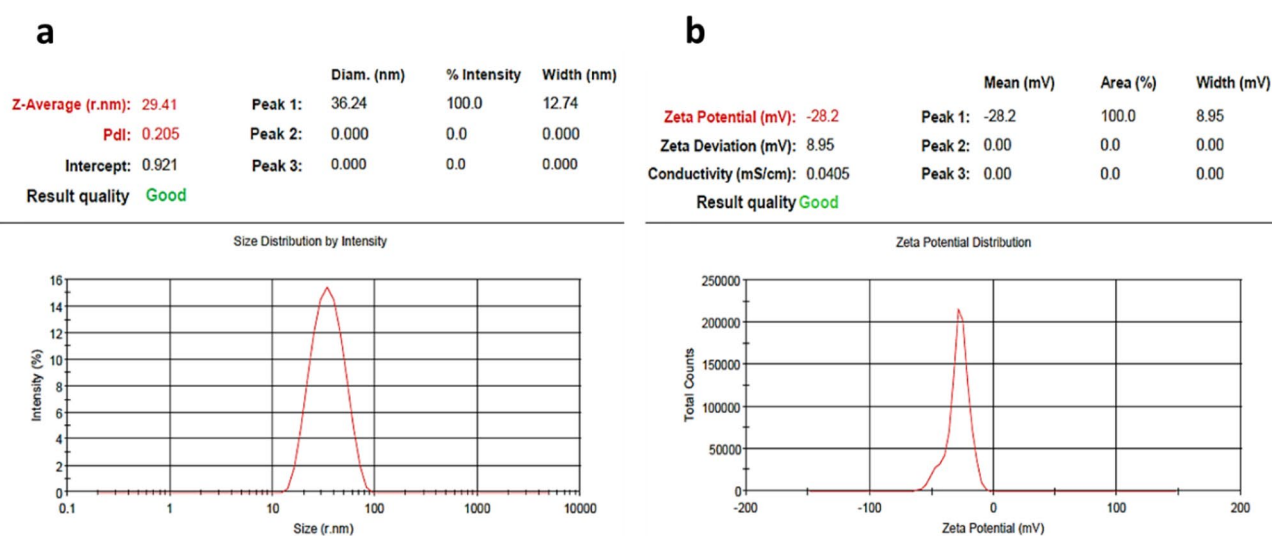 a
Diam. (nm) % Intensity Width (nm)
Z-Average (r.nm): 29.41 Peak 1: 36.24 100.0 12.74
PdI: 0.205 Peak 2: 0.000 0.0 0.000
Intercept: 0.921 Peak 3: 0.000 0.0 0.000
Result quality Good
Size Distribution by Intensity
16
14
12
10
8
6
4
2
0
0.1 1 10 100 1000 10000
Intensity (%)
Size (r.nm)
b
Mean (mV) Area (%) Width (mV)
Zeta Potential (mV): -28.2 Peak 1: -28.2 100.0 8.95
Zeta Deviation (mV): 8.95 Peak 2: 0.00 0.0 0.00
Conductivity (mS/cm): 0.0405 Peak 3: 0.00 0.0 0.00
Result quality Good
Zeta Potential Distribution
250000
200000
150000
100000
50000
0
-200 -100 0 100 200
Total Counts
Zeta Potential (mV)